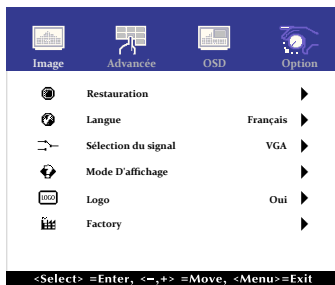 Image Advancée OSD Option
Restauration
Langue Français
Sélection du signal VGA
Mode D'affichage
LOGO Logo Oui
Factory
<Select> =Enter, <−,+> =Move, <Menu>=Exit